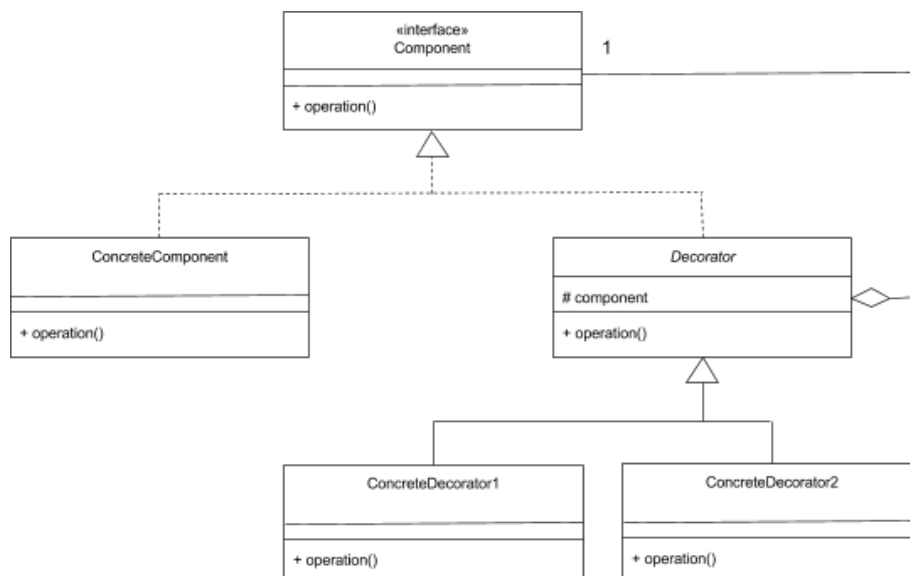 «interface»
Component
1
+ operation()
ConcreteComponent
+ operation()
Decorator
# component
+ operation()
ConcreteDecorator1
+ operation()
ConcreteDecorator2
+ operation()